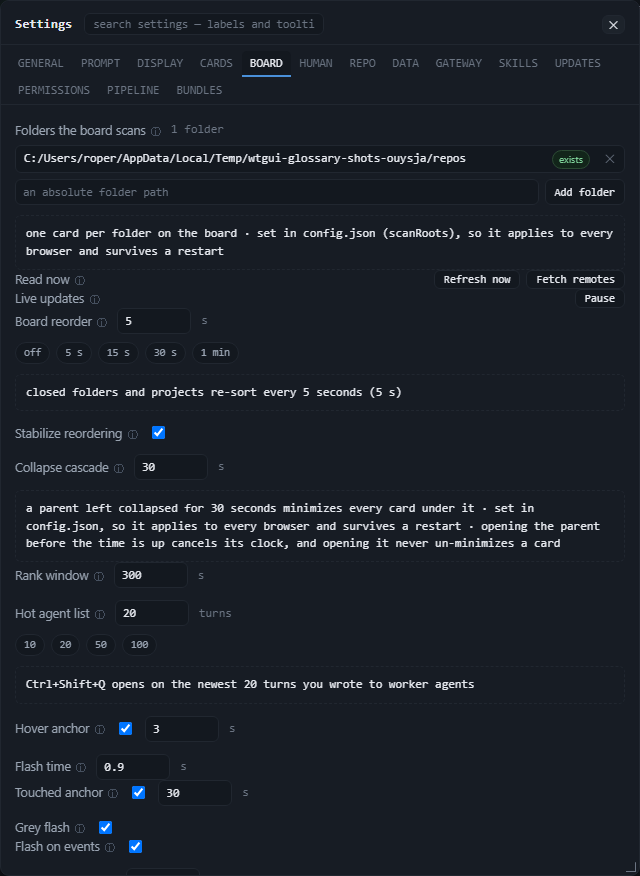 Settings
search settings — labels and toolti
GENERAL PROMPT DISPLAY CARDS BOARD HUMAN REPO DATA GATEWAY SKILLS UPDATES
PERMISSIONS PIPELINE BUNDLES
Folders the board scans ⓘ 1 folder
C:/Users/roper/AppData/Local/Temp/wtgui-glossary-shots-ouysja/repos exists
an absolute folder path Add folder
one card per folder on the board · set in config.json (scanRoots), so it applies to every
browser and survives a restart
Read now ⓘ Refresh now Fetch remotes
Live updates ⓘ Pause
Board reorder ⓘ 5 s
off 5 s 15 s 30 s 1 min
closed folders and projects re-sort every 5 seconds (5 s)
Stabilize reordering ⓘ
Collapse cascade ⓘ 30 s
a parent left collapsed for 30 seconds minimizes every card under it · set in
config.json, so it applies to every browser and survives a restart · opening the parent
before the time is up cancels its clock, and opening it never un-minimizes a card
Rank window ⓘ 300 s
Hot agent list ⓘ 20 turns
10 20 50 100
Ctrl+Shift+Q opens on the newest 20 turns you wrote to worker agents
Hover anchor ⓘ 3 s
Flash time ⓘ 0.9 s
Touched anchor ⓘ 30 s
Grey flash ⓘ
Flash on events ⓘ